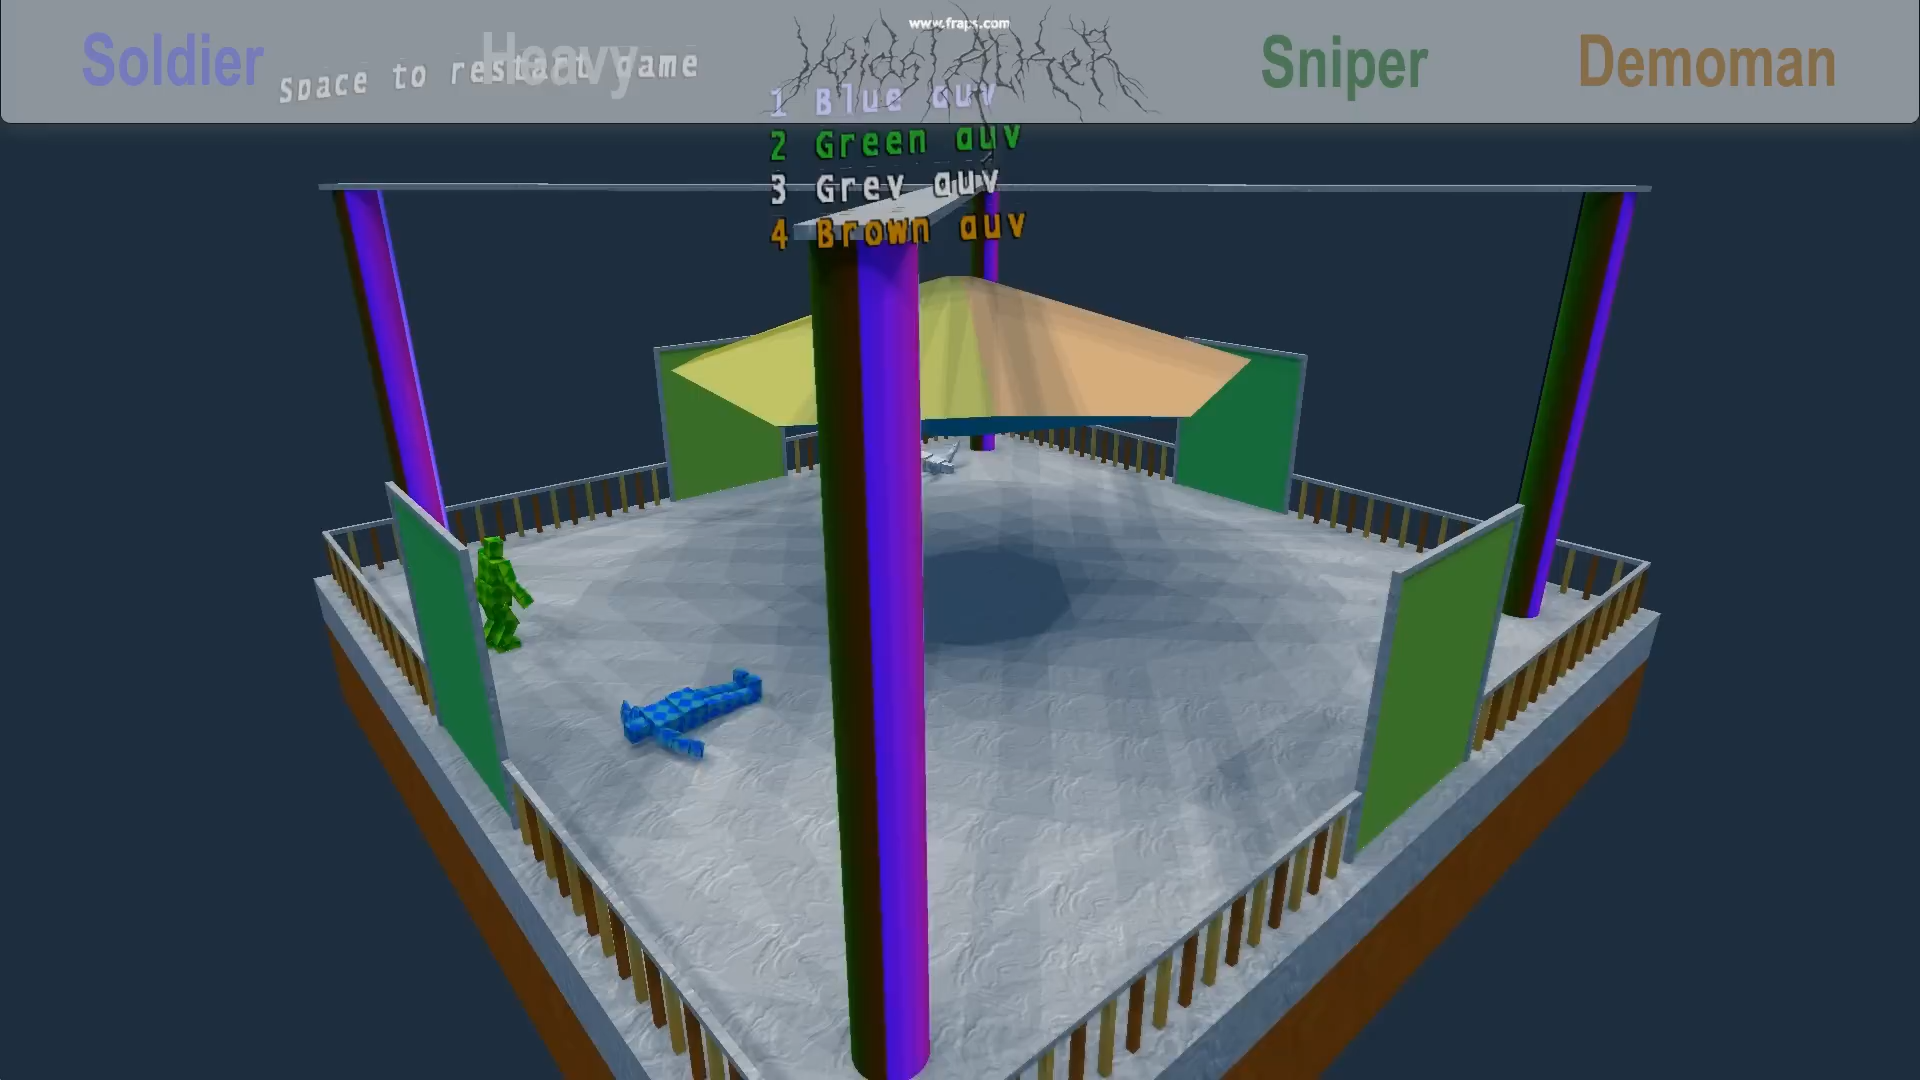 www.fraps.com
Soldier
Heavy
Space to restart game
VoidSTALKeR
Sniper
Demoman
1 Blue guy
2 Green guy
3 Grey guy
4 Brown guy